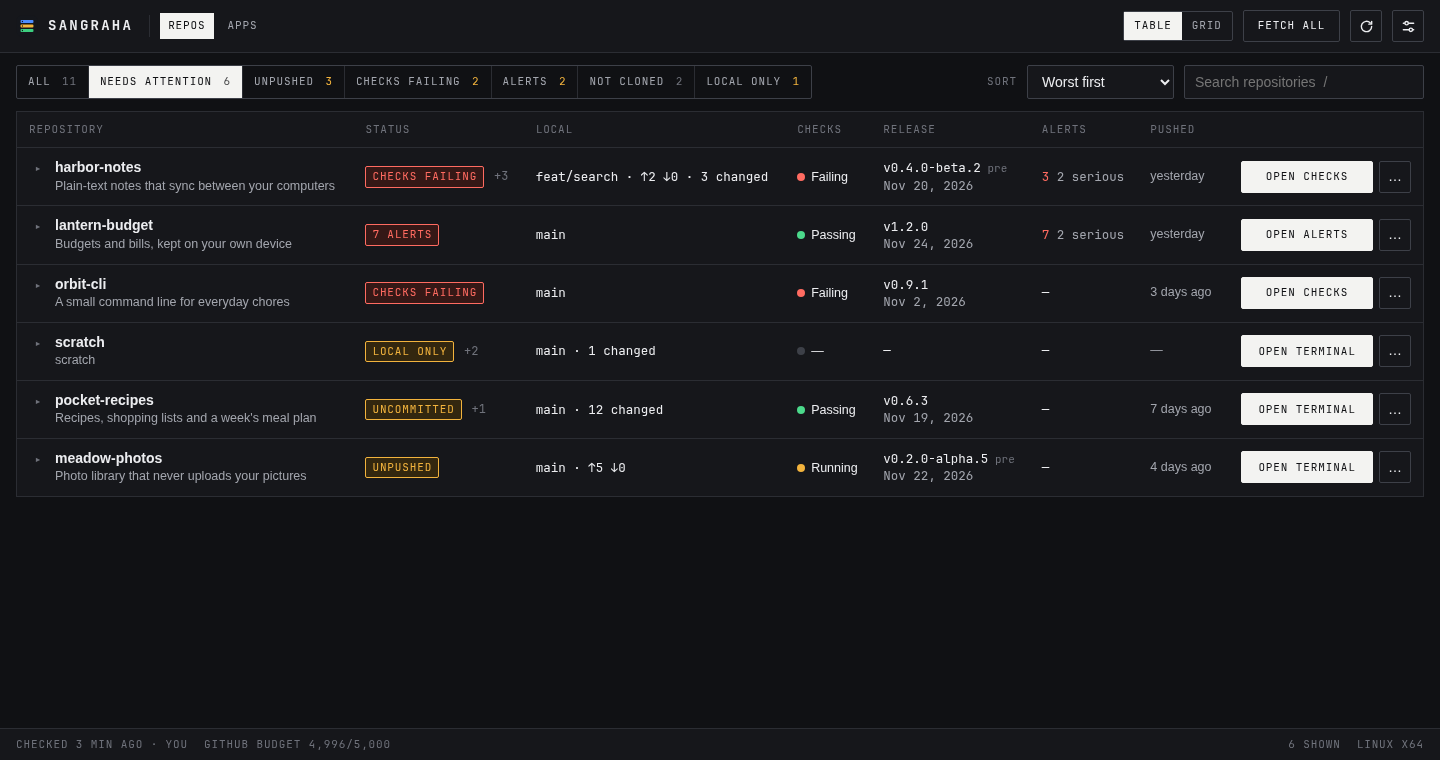 SANGRAHA REPOS APPS TABLE GRID FETCH ALL
ALL 11 NEEDS ATTENTION 6 UNPUSHED 3 CHECKS FAILING 2 ALERTS 2 NOT CLONED 2 LOCAL ONLY 1 SORT Worst first Search repositories /
REPOSITORY STATUS LOCAL CHECKS RELEASE ALERTS PUSHED
▸ harbor-notes
Plain-text notes that sync between your computers
CHECKS FAILING +3
feat/search · ↑2 ↓0 · 3 changed
Failing
v0.4.0-beta.2 pre
Nov 20, 2026
3 2 serious
yesterday
OPEN CHECKS …
▸ lantern-budget
Budgets and bills, kept on your own device
7 ALERTS
main
Passing
v1.2.0
Nov 24, 2026
7 2 serious
yesterday
OPEN ALERTS …
▸ orbit-cli
A small command line for everyday chores
CHECKS FAILING
main
Failing
v0.9.1
Nov 2, 2026
—
3 days ago
OPEN CHECKS …
▸ scratch
scratch
LOCAL ONLY +2
main · 1 changed
—
—
—
—
OPEN TERMINAL …
▸ pocket-recipes
Recipes, shopping lists and a week's meal plan
UNCOMMITTED +1
main · 12 changed
Passing
v0.6.3
Nov 19, 2026
—
7 days ago
OPEN TERMINAL …
▸ meadow-photos
Photo library that never uploads your pictures
UNPUSHED
main · ↑5 ↓0
Running
v0.2.0-alpha.5 pre
Nov 22, 2026
—
4 days ago
OPEN TERMINAL …
CHECKED 3 MIN AGO · YOU GITHUB BUDGET 4,996/5,000 6 SHOWN LINUX X64